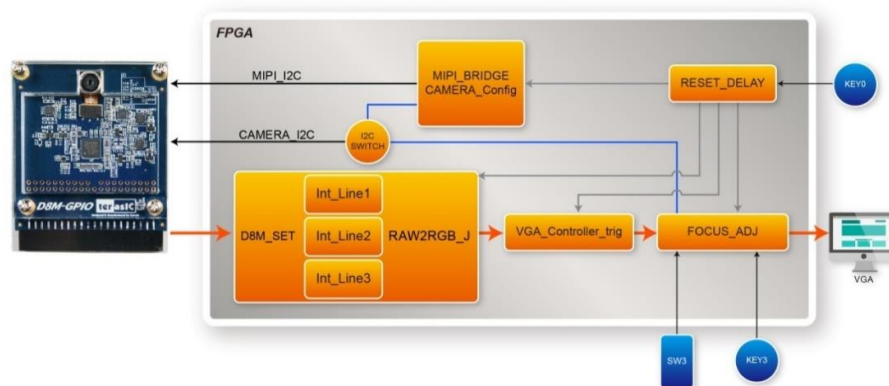 FPGA
MIPI_I2C
MIPI_BRIDGE
CAMERA_Config
RESET_DELAY
KEY0
CAMERA_I2C
I2C
SWITCH
Int_Line1
D8M_SET
Int_Line2
RAW2RGB_J
Int_Line3
VGA_Controller_trig
FOCUS_ADJ
VGA
D8M-GPIO
terasIC
SW3
KEY3